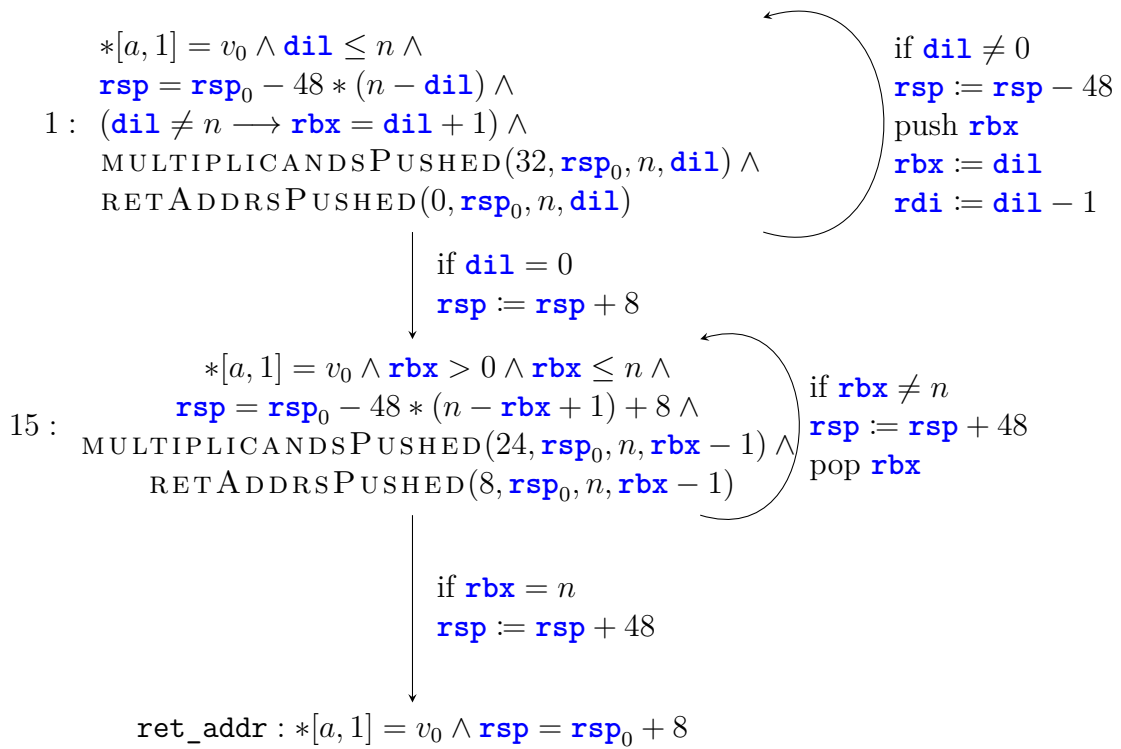 ∗[a, 1] = v₀ ∧ dil ≤ n ∧
rsp = rsp₀ − 48 ∗ (n − dil) ∧
1 : (dil ≠ n ⟶ rbx = dil + 1) ∧
MULTIPLICANDSPUSHED(32, rsp₀, n, dil) ∧
RETADDRSPUSHED(0, rsp₀, n, dil)
if dil ≠ 0
rsp ≔ rsp − 48
push rbx
rbx ≔ dil
rdi ≔ dil − 1
if dil = 0
rsp ≔ rsp + 8
∗[a, 1] = v₀ ∧ rbx > 0 ∧ rbx ≤ n ∧
rsp = rsp₀ − 48 ∗ (n − rbx + 1) + 8 ∧
15 : MULTIPLICANDSPUSHED(24, rsp₀, n, rbx − 1) ∧
RETADDRSPUSHED(8, rsp₀, n, rbx − 1)
if rbx ≠ n
rsp ≔ rsp + 48
pop rbx
if rbx = n
rsp ≔ rsp + 48
ret_addr : ∗[a, 1] = v₀ ∧ rsp = rsp₀ + 8